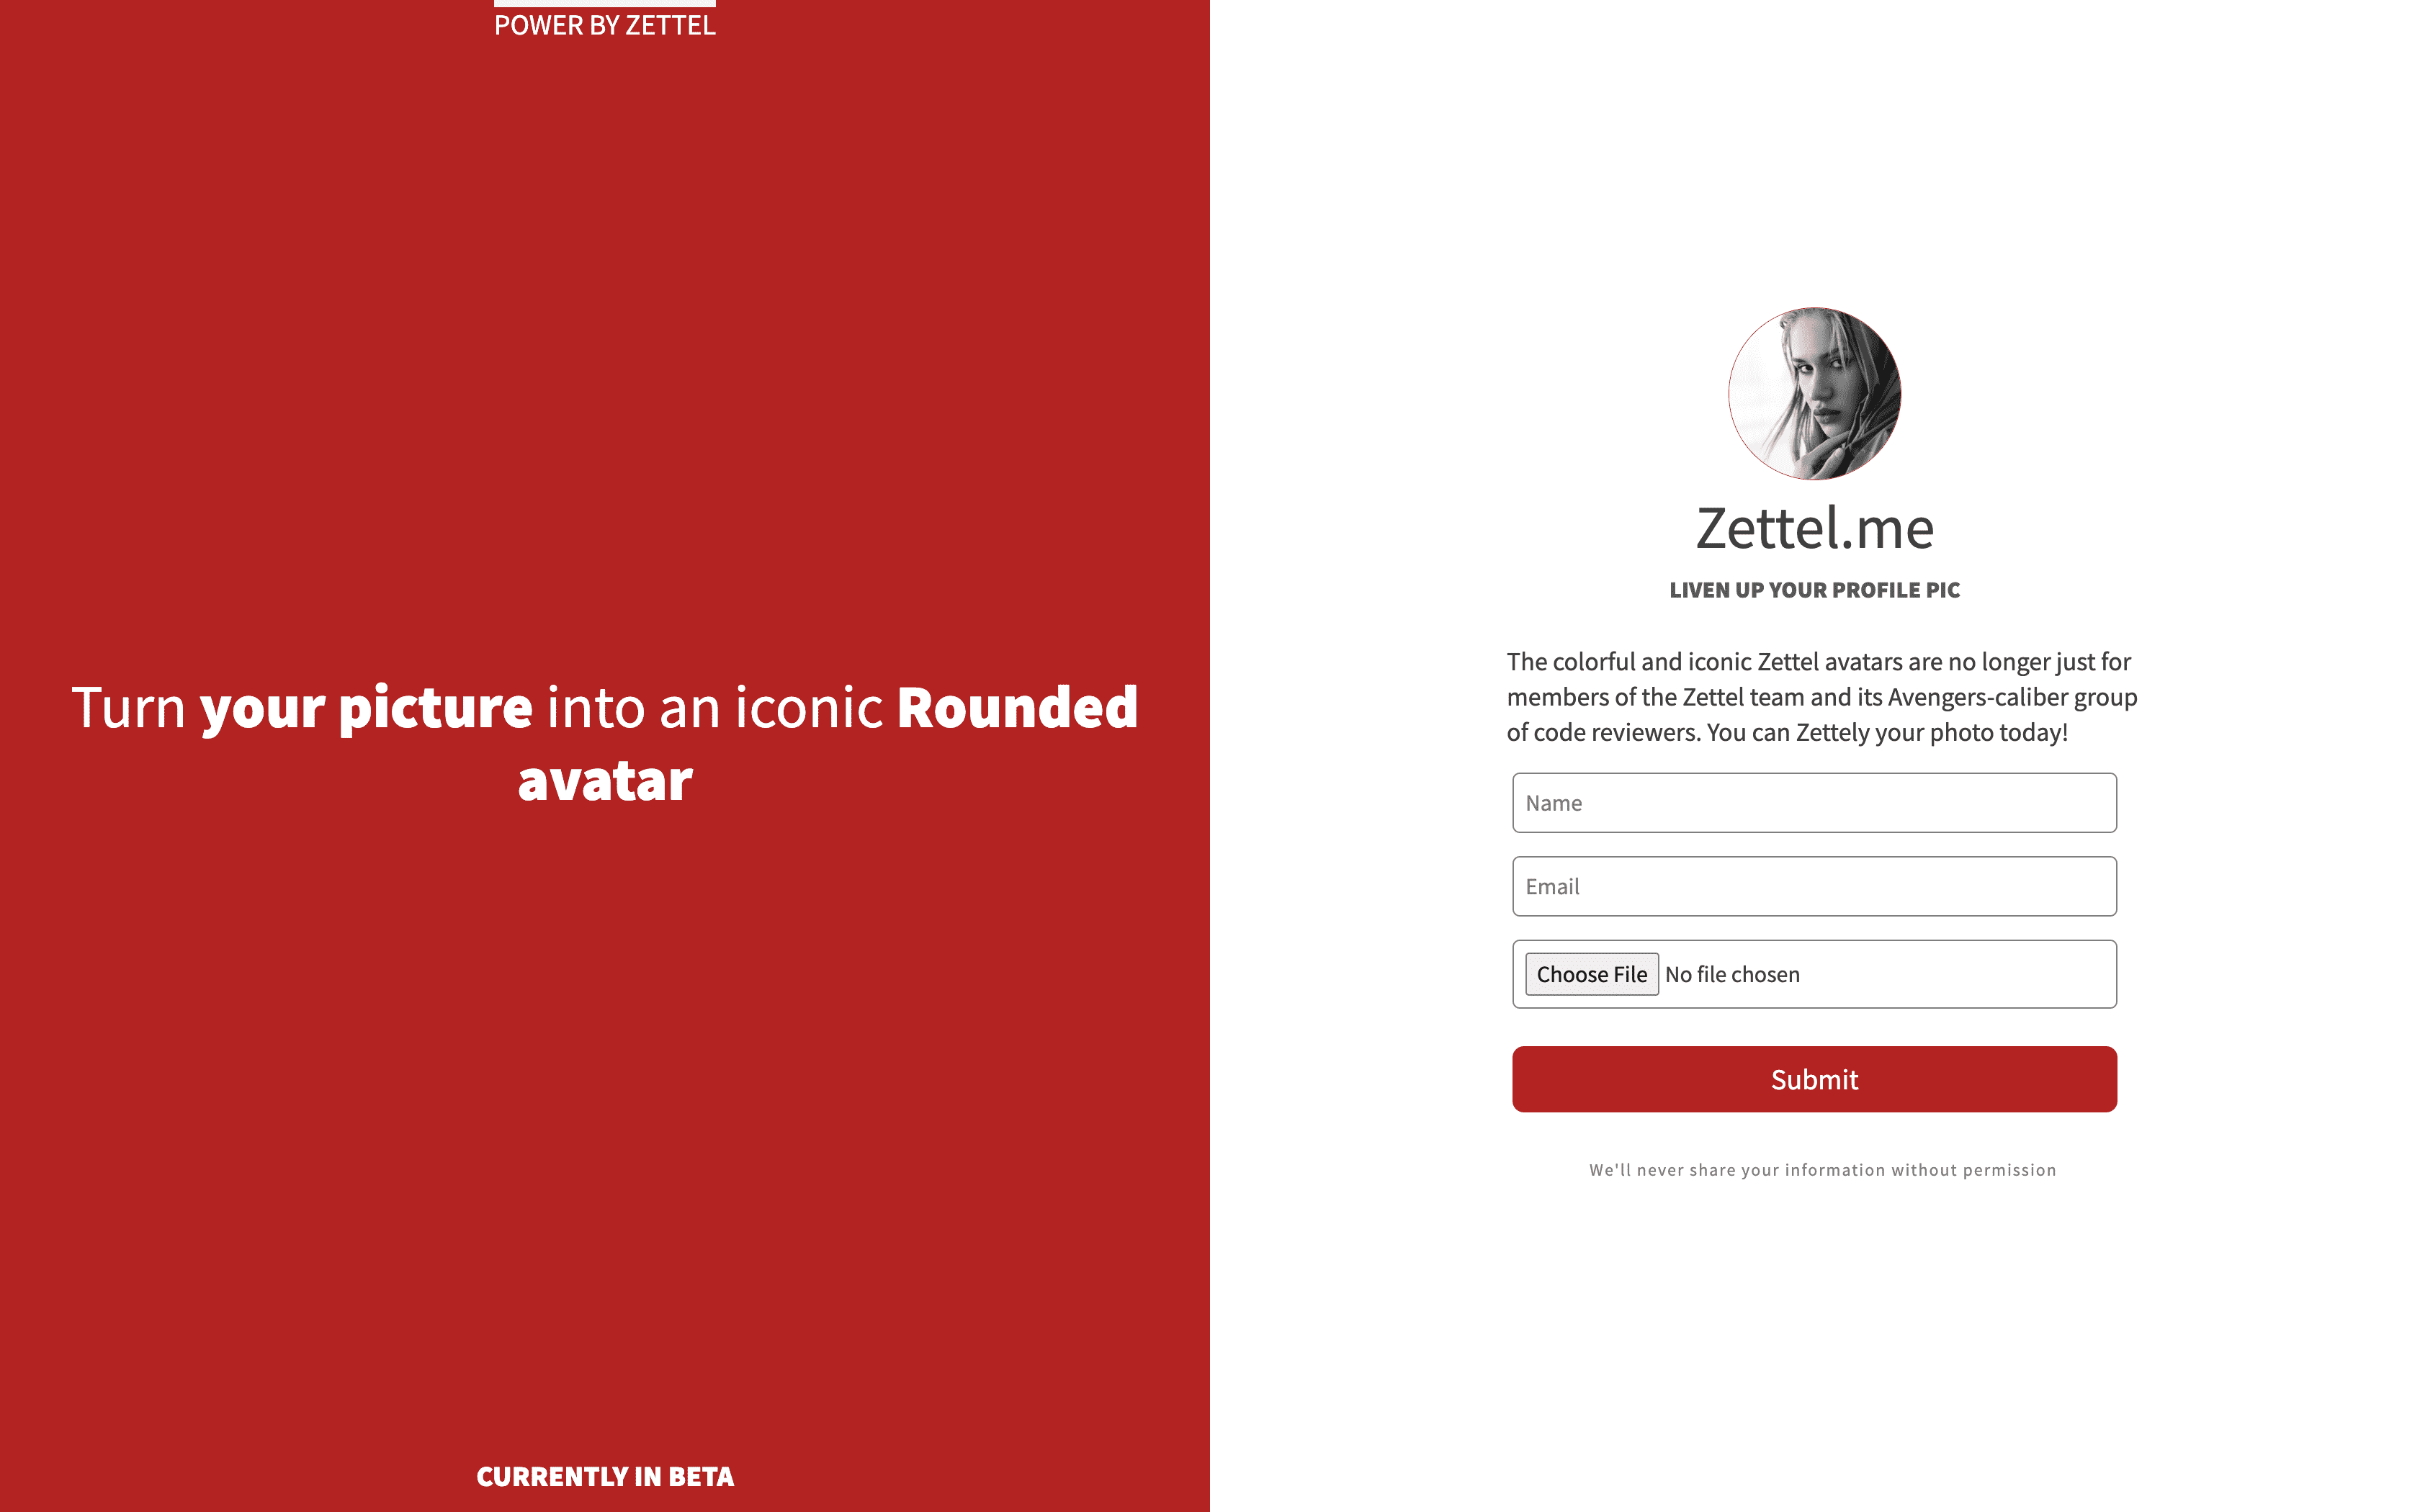 POWER BY ZETTEL
Turn your picture into an iconic Rounded
avatar
CURRENTLY IN BETA
Zettel.me
LIVEN UP YOUR PROFILE PIC
The colorful and iconic Zettel avatars are no longer just for
members of the Zettel team and its Avengers-caliber group
of code reviewers. You can Zettely your photo today!
Name
Email
Choose File No file chosen
Submit
We'll never share your information without permission